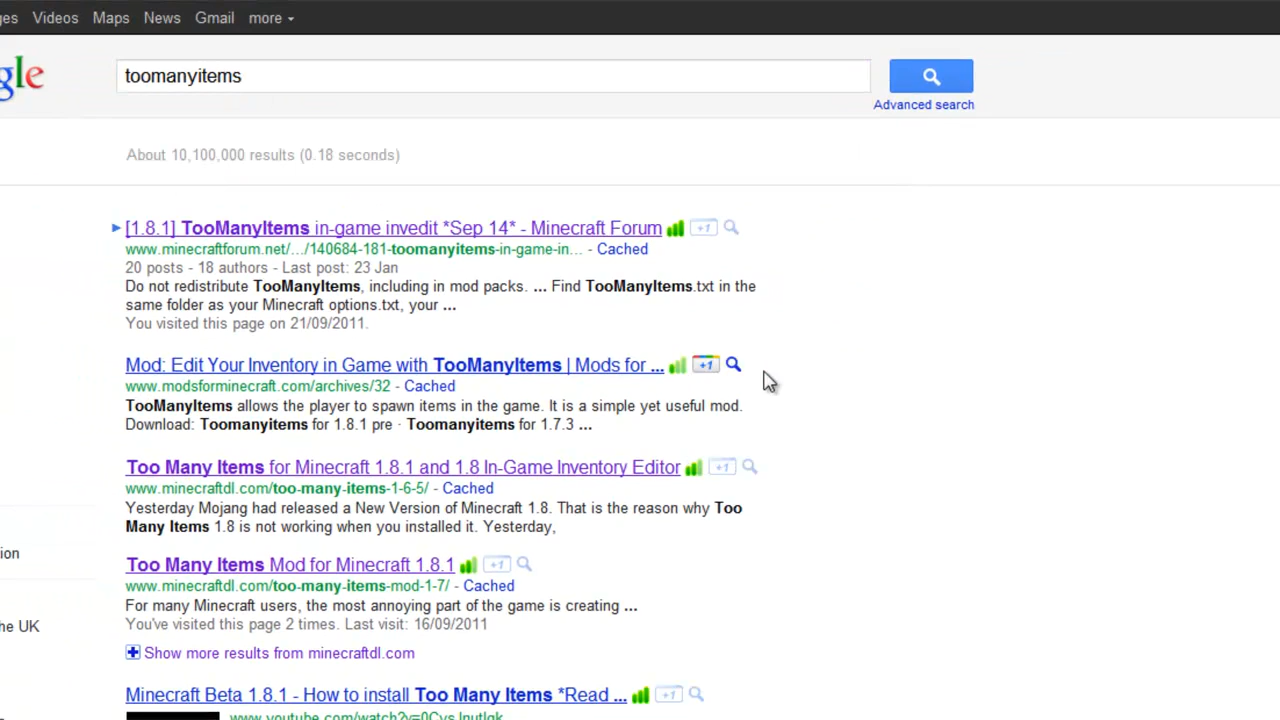 ges Videos Maps News Gmail more
gle toomanyitems
Advanced search
About 10,100,000 results (0.18 seconds)
[1.8.1] TooManyItems in-game invedit *Sep 14* - Minecraft Forum +1
www.minecraftforum.net/.../140684-181-toomanyitems-in-game-in... - Cached
20 posts - 18 authors - Last post: 23 Jan
Do not redistribute TooManyItems, including in mod packs. ... Find TooManyItems.txt in the
same folder as your Minecraft options.txt, your ...
You visited this page on 21/09/2011.
Mod: Edit Your Inventory in Game with TooManyItems | Mods for ... +1
www.modsforminecraft.com/archives/32 - Cached
TooManyItems allows the player to spawn items in the game. It is a simple yet useful mod.
Download: Toomanyitems for 1.8.1 pre · Toomanyitems for 1.7.3 ...
Too Many Items for Minecraft 1.8.1 and 1.8 In-Game Inventory Editor +1
www.minecraftdl.com/too-many-items-1-6-5/ - Cached
Yesterday Mojang had released a New Version of Minecraft 1.8. That is the reason why Too
Many Items 1.8 is not working when you installed it. Yesterday,
ion
Too Many Items Mod for Minecraft 1.8.1 +1
www.minecraftdl.com/too-many-items-mod-1-7/ - Cached
For many Minecraft users, the most annoying part of the game is creating ...
You've visited this page 2 times. Last visit: 16/09/2011
he UK
Show more results from minecraftdl.com
Minecraft Beta 1.8.1 - How to install Too Many Items *Read ... +1